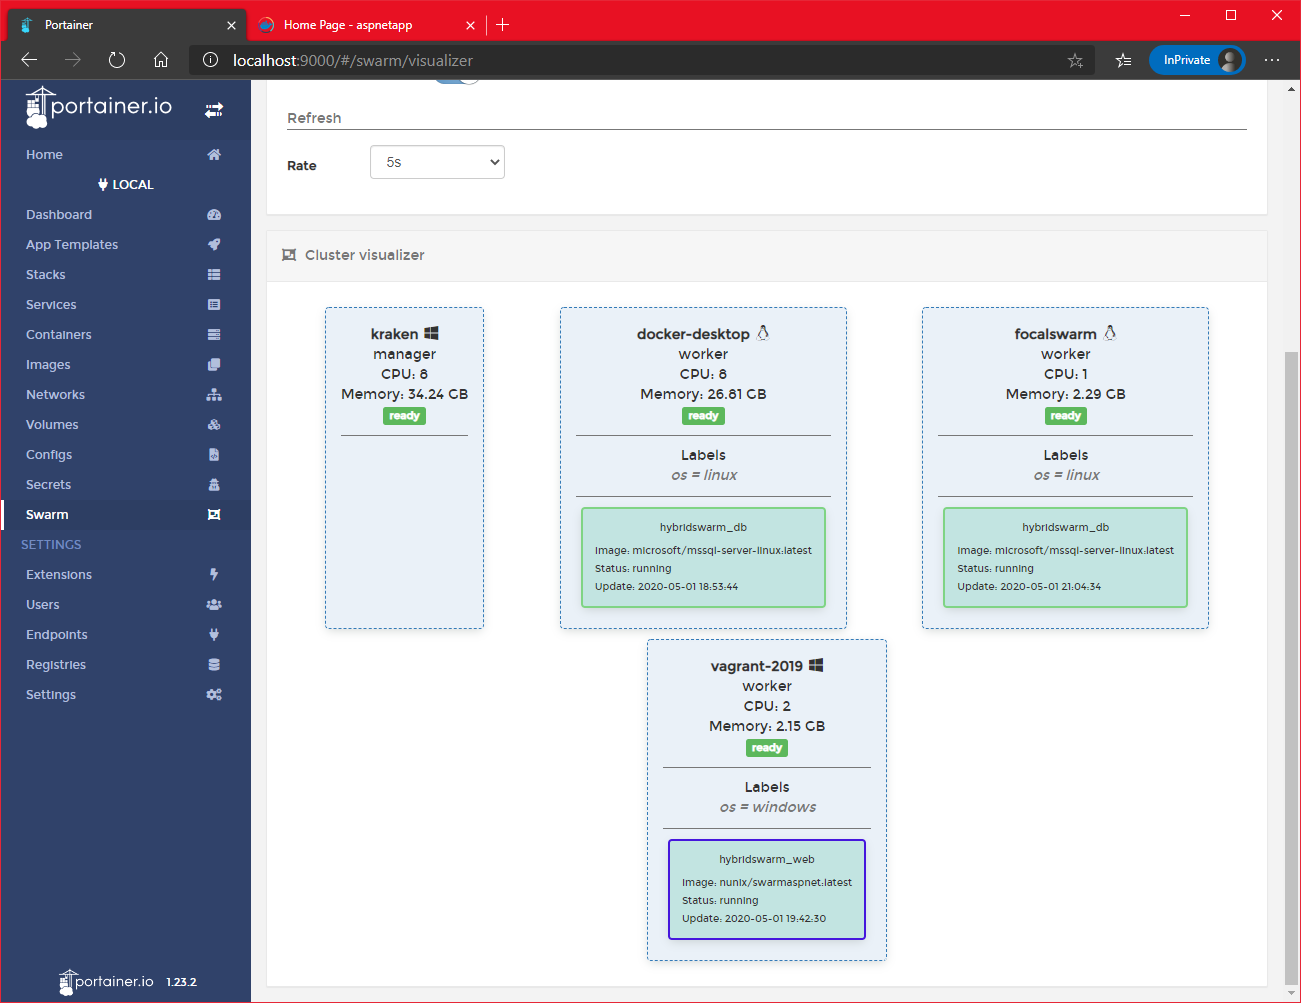 Portainer
Home Page - aspnetapp
localhost:9000/#/swarm/visualizer
InPrivate
portainer.io
Home
LOCAL
Dashboard
App Templates
Stacks
Services
Containers
Images
Networks
Volumes
Configs
Secrets
Swarm
SETTINGS
Extensions
Users
Endpoints
Registries
Settings
portainer.io 1.23.2
Refresh
Rate 5s
Cluster visualizer
kraken
manager
CPU: 8
Memory: 34.24 GB
ready
docker-desktop
worker
CPU: 8
Memory: 26.81 GB
ready
Labels
os = linux
hybridswarm_db
Image: microsoft/mssql-server-linux:latest
Status: running
Update: 2020-05-01 18:53:44
focalswarm
worker
CPU: 1
Memory: 2.29 GB
ready
Labels
os = linux
hybridswarm_db
Image: microsoft/mssql-server-linux:latest
Status: running
Update: 2020-05-01 21:04:34
vagrant-2019
worker
CPU: 2
Memory: 2.15 GB
ready
Labels
os = windows
hybridswarm_web
Image: nunix/swarmaspnet:latest
Status: running
Update: 2020-05-01 19:42:30